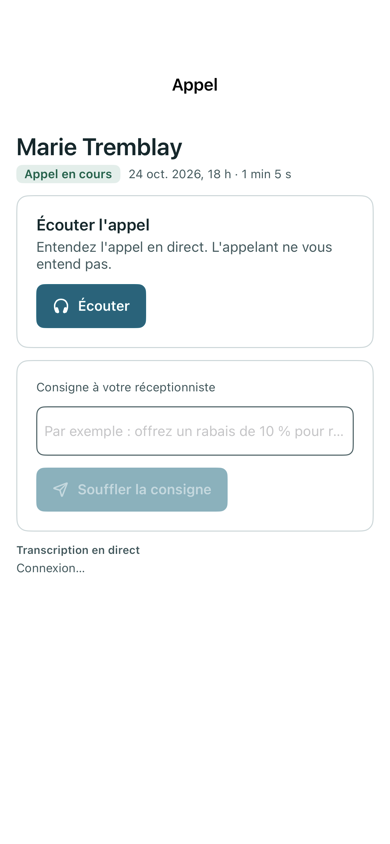 Appel
Marie Tremblay
Appel en cours 24 oct. 2026, 18 h · 1 min 5 s
Écouter l'appel
Entendez l'appel en direct. L'appelant ne vous
entend pas.
Écouter
Consigne à votre réceptionniste
Par exemple : offrez un rabais de 10 % pour r...
Souffler la consigne
Transcription en direct
Connexion...